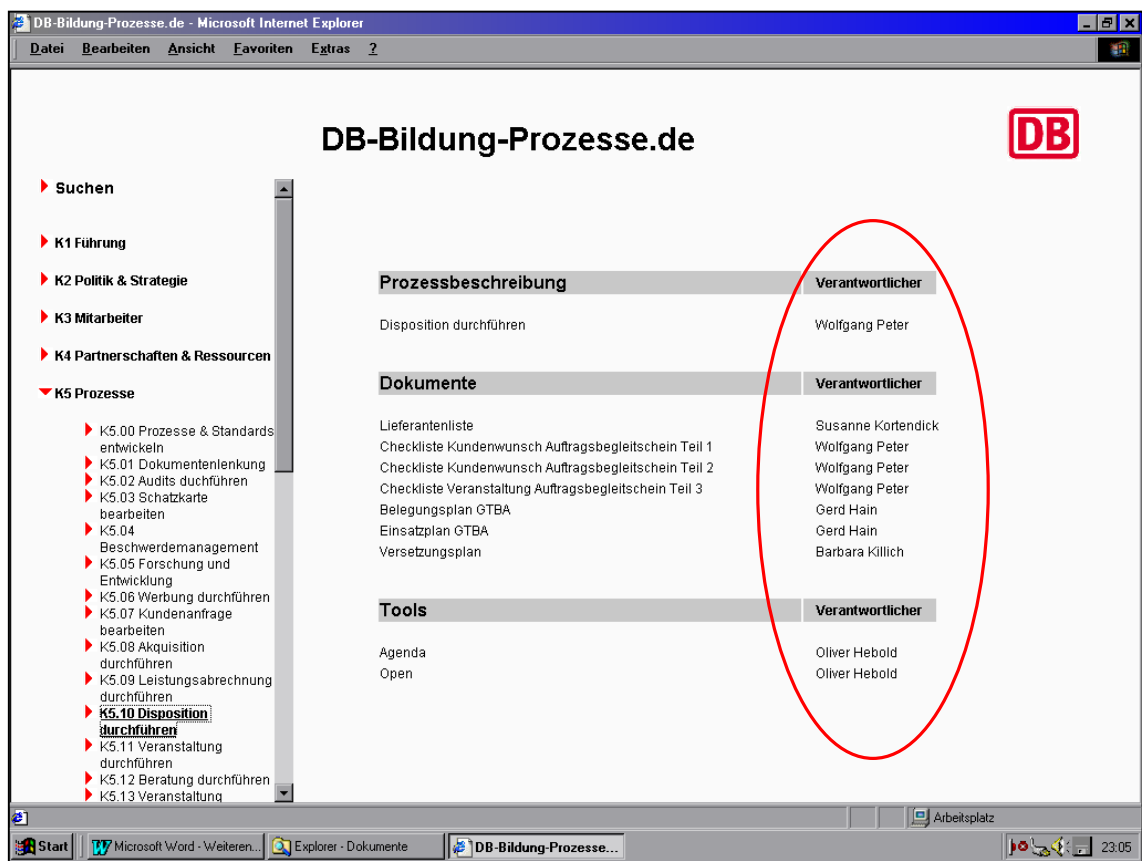 DB-Bildung-Prozesse.de - Microsoft Internet Explorer
Datei Bearbeiten Ansicht Favoriten Extras ?
DB-Bildung-Prozesse.de
DB
Suchen
K1 Führung
K2 Politik & Strategie
K3 Mitarbeiter
K4 Partnerschaften & Ressourcen
K5 Prozesse
K5.00 Prozesse & Standards
entwickeln
K5.01 Dokumentenlenkung
K5.02 Audits duchführen
K5.03 Schatzkarte
bearbeiten
K5.04
Beschwerdemanagement
K5.05 Forschung und
Entwicklung
K5.06 Werbung durchführen
K5.07 Kundenanfrage
bearbeiten
K5.08 Akquisition
durchführen
K5.09 Leistungsabrechnung
durchführen
K5.10 Disposition
durchführen
K5.11 Veranstaltung
durchführen
K5.12 Beratung durchführen
K5.13 Veranstaltung
Prozessbeschreibung Verantwortlicher
Disposition durchführen Wolfgang Peter
Dokumente Verantwortlicher
Lieferantenliste Susanne Kortendick
Checkliste Kundenwunsch Auftragsbegleitschein Teil 1 Wolfgang Peter
Checkliste Kundenwunsch Auftragsbegleitschein Teil 2 Wolfgang Peter
Checkliste Veranstaltung Auftragsbegleitschein Teil 3 Wolfgang Peter
Belegungsplan GTBA Gerd Hain
Einsatzplan GTBA Gerd Hain
Versetzungsplan Barbara Killich
Tools Verantwortlicher
Agenda Oliver Hebold
Open Oliver Hebold
Arbeitsplatz
Start Microsoft Word - Weiteren... Explorer - Dokumente DB-Bildung-Prozesse... 23:05